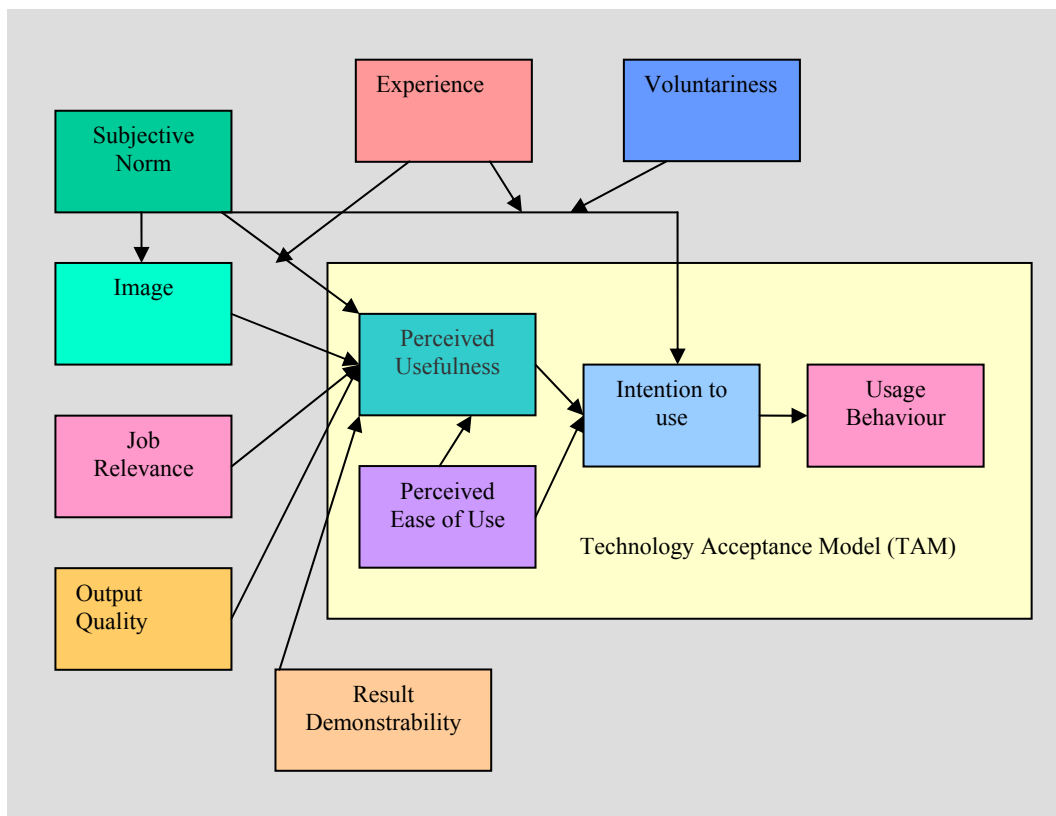 Experience
Voluntariness
Subjective
Norm
Image
Perceived
Usefulness
Intention to
use
Usage
Behaviour
Job
Relevance
Perceived
Ease of Use
Technology Acceptance Model (TAM)
Output
Quality
Result
Demonstrability